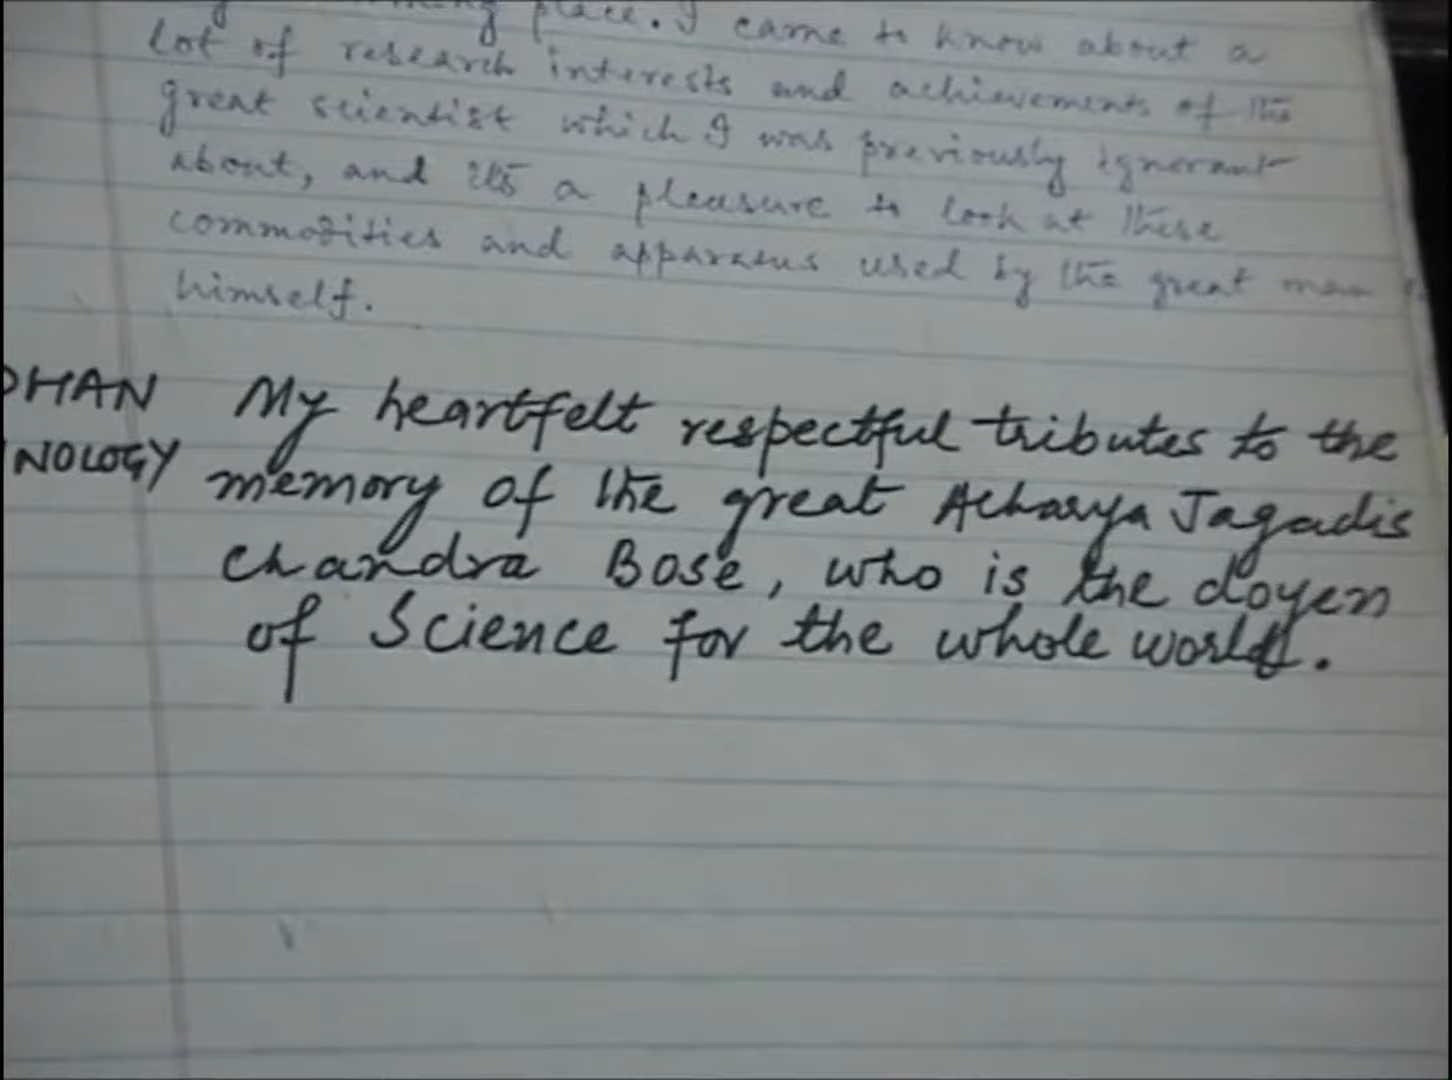 place. I came to know about a
lot of research interests and achievements of the
great scientist which I was previously ignorant
about, and its a pleasure to look at these
commodities and apparatus used by the great man
himself.
DHAN My heartfelt respectful tributes to the
NOLOGY memory of the great Acharya Jagadis
Chandra Bose, who is the doyen
of Science for the whole world.